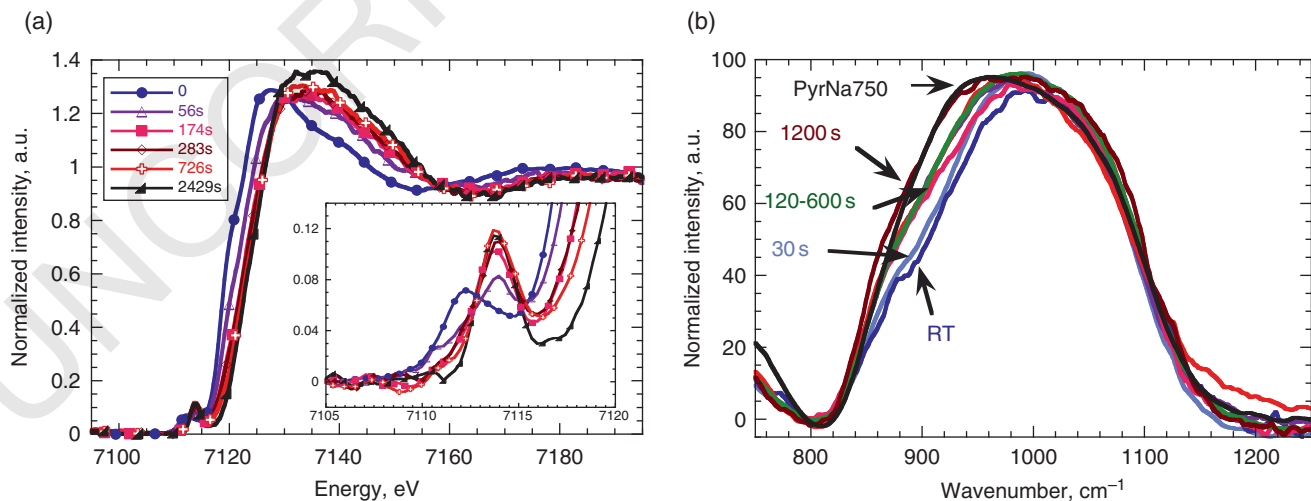 (a)
(b)
Normalized intensity, a.u.
1.4
1.2
1
0.8
0.6
0.4
0.2
0
0
56s
174s
283s
726s
2429s
0.12
0.08
0.04
0
7105
7110
7115
7120
7100
7120
7140
7160
7180
Energy, eV
Normalized intensity, a.u.
100
80
60
40
20
0
PyrNa750
1200 s
120-600 s
30 s
RT
800
900
1000
1100
1200
Wavenumber, cm⁻¹
UNCOR